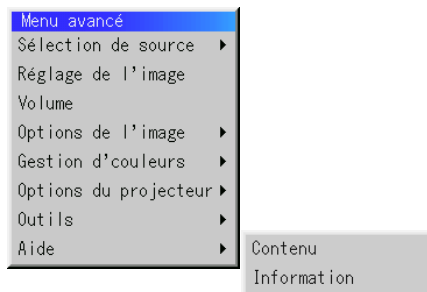 Menu avancé
Sélection de source
Réglage de l'image
Volume
Options de l'image
Gestion d'couleurs
Options du projecteur
Outils
Aide
Contenu
Information